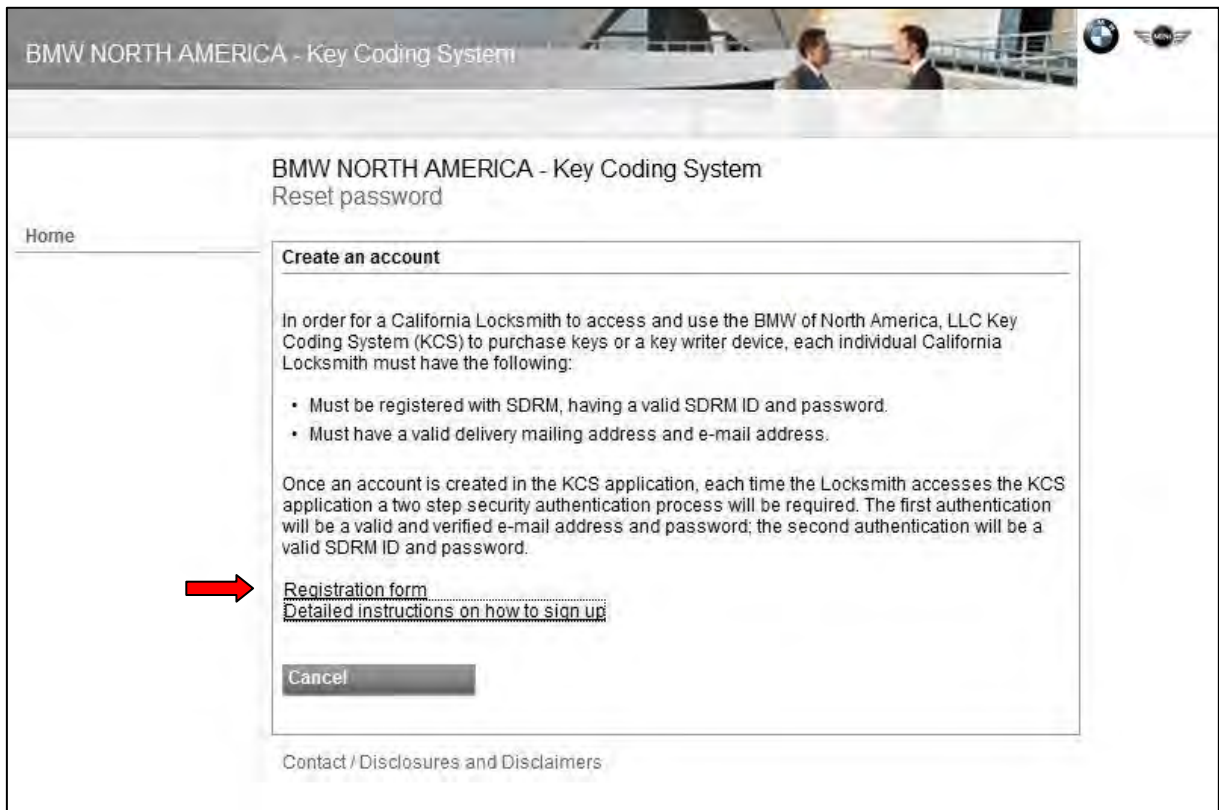 BMW NORTH AMERICA - Key Coding System
MINI
BMW NORTH AMERICA - Key Coding System
Reset password
Home
Create an account
In order for a California Locksmith to access and use the BMW of North America, LLC Key
Coding System (KCS) to purchase keys or a key writer device, each individual California
Locksmith must have the following:
• Must be registered with SDRM, having a valid SDRM ID and password.
• Must have a valid delivery mailing address and e-mail address.
Once an account is created in the KCS application, each time the Locksmith accesses the KCS
application a two step security authentication process will be required. The first authentication
will be a valid and verified e-mail address and password; the second authentication will be a
valid SDRM ID and password.
Registration form
Detailed instructions on how to sign up
Cancel
Contact / Disclosures and Disclaimers